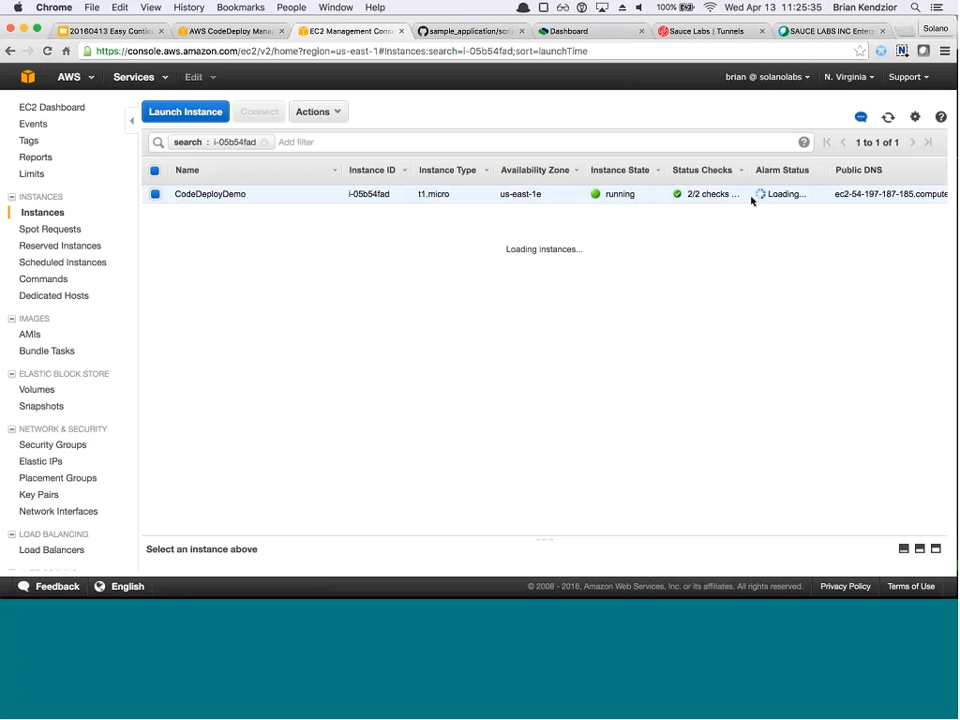 Chrome File Edit View History Bookmarks People Window Help 100% Wed Apr 13 11:25:35 Brian Kendzior
20160413 Easy Contin AWS CodeDeploy Mana EC2 Management Cons sample_application/scrip Dashboard Sauce Labs | Tunnels SAUCE LABS INC Enter Solano
https://console.aws.amazon.com/ec2/v2/home?region=us-east-1#Instances:search=i-05b54fad;sort=launchTime
AWS Services Edit brian @ solanolabs N. Virginia Support
EC2 Dashboard
Events
Tags
Reports
Limits
INSTANCES
Instances
Spot Requests
Reserved Instances
Scheduled Instances
Commands
Dedicated Hosts
IMAGES
AMIs
Bundle Tasks
ELASTIC BLOCK STORE
Volumes
Snapshots
NETWORK & SECURITY
Security Groups
Elastic IPs
Placement Groups
Key Pairs
Network Interfaces
LOAD BALANCING
Load Balancers
Launch Instance Connect Actions
search : i-05b54fad Add filter 1 to 1 of 1
Name Instance ID Instance Type Availability Zone Instance State Status Checks Alarm Status Public DNS
CodeDeployDemo i-05b54fad t1.micro us-east-1e running 2/2 checks ... Loading... ec2-54-197-187-185.compute
Loading instances...
Select an instance above
Feedback English © 2008 - 2016, Amazon Web Services, Inc. or its affiliates. All rights reserved. Privacy Policy Terms of Use